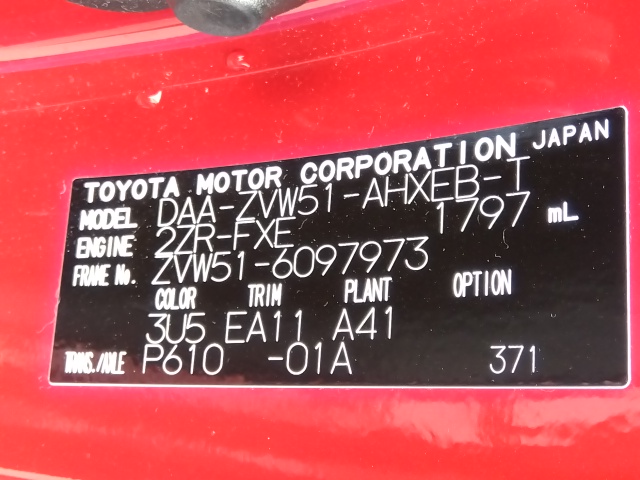 TOYOTA MOTOR CORPORATION JAPAN
MODEL DAA-ZVW51-AHXEB-T
ENGINE 2ZR-FXE 1797 mL
FRAME No. ZVW51-6097973
COLOR TRIM PLANT OPTION
3U5 EA11 A41
TRANS./AXLE P610 -01A 371